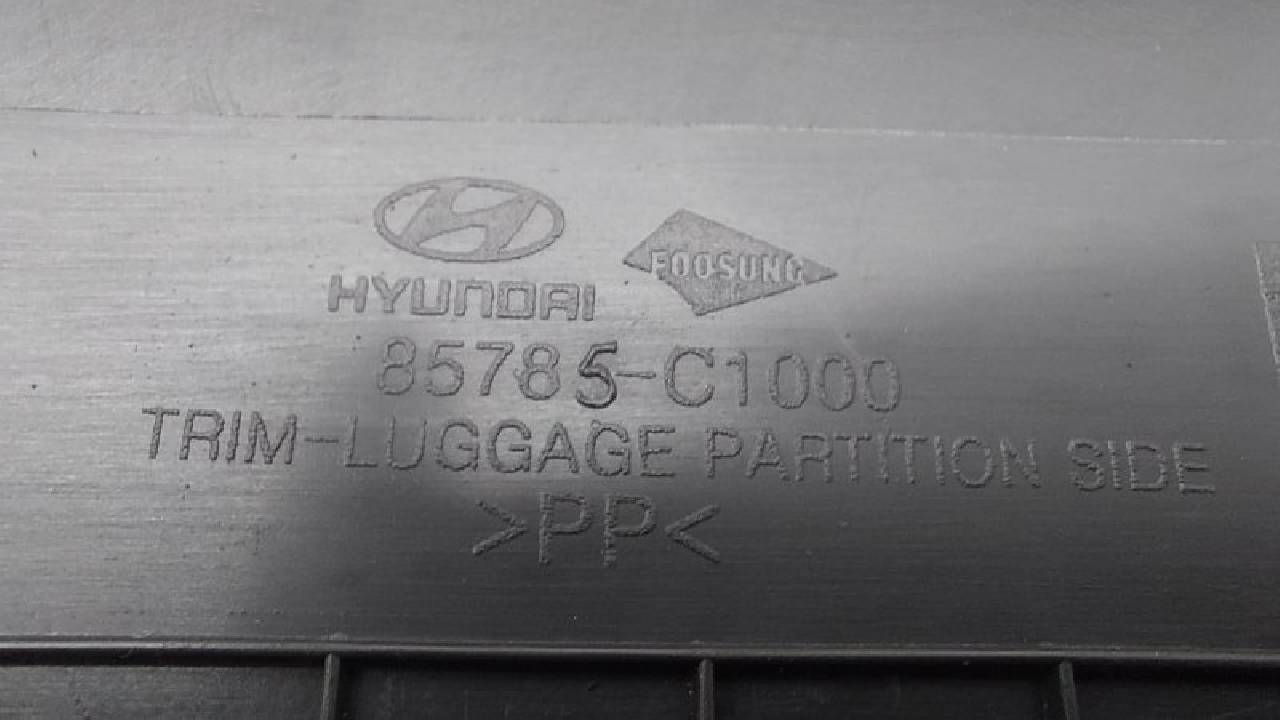 HYUNDAI
FOOSUNG
85785-C1000
TRIM-LUGGAGE PARTITION SIDE
>PP<